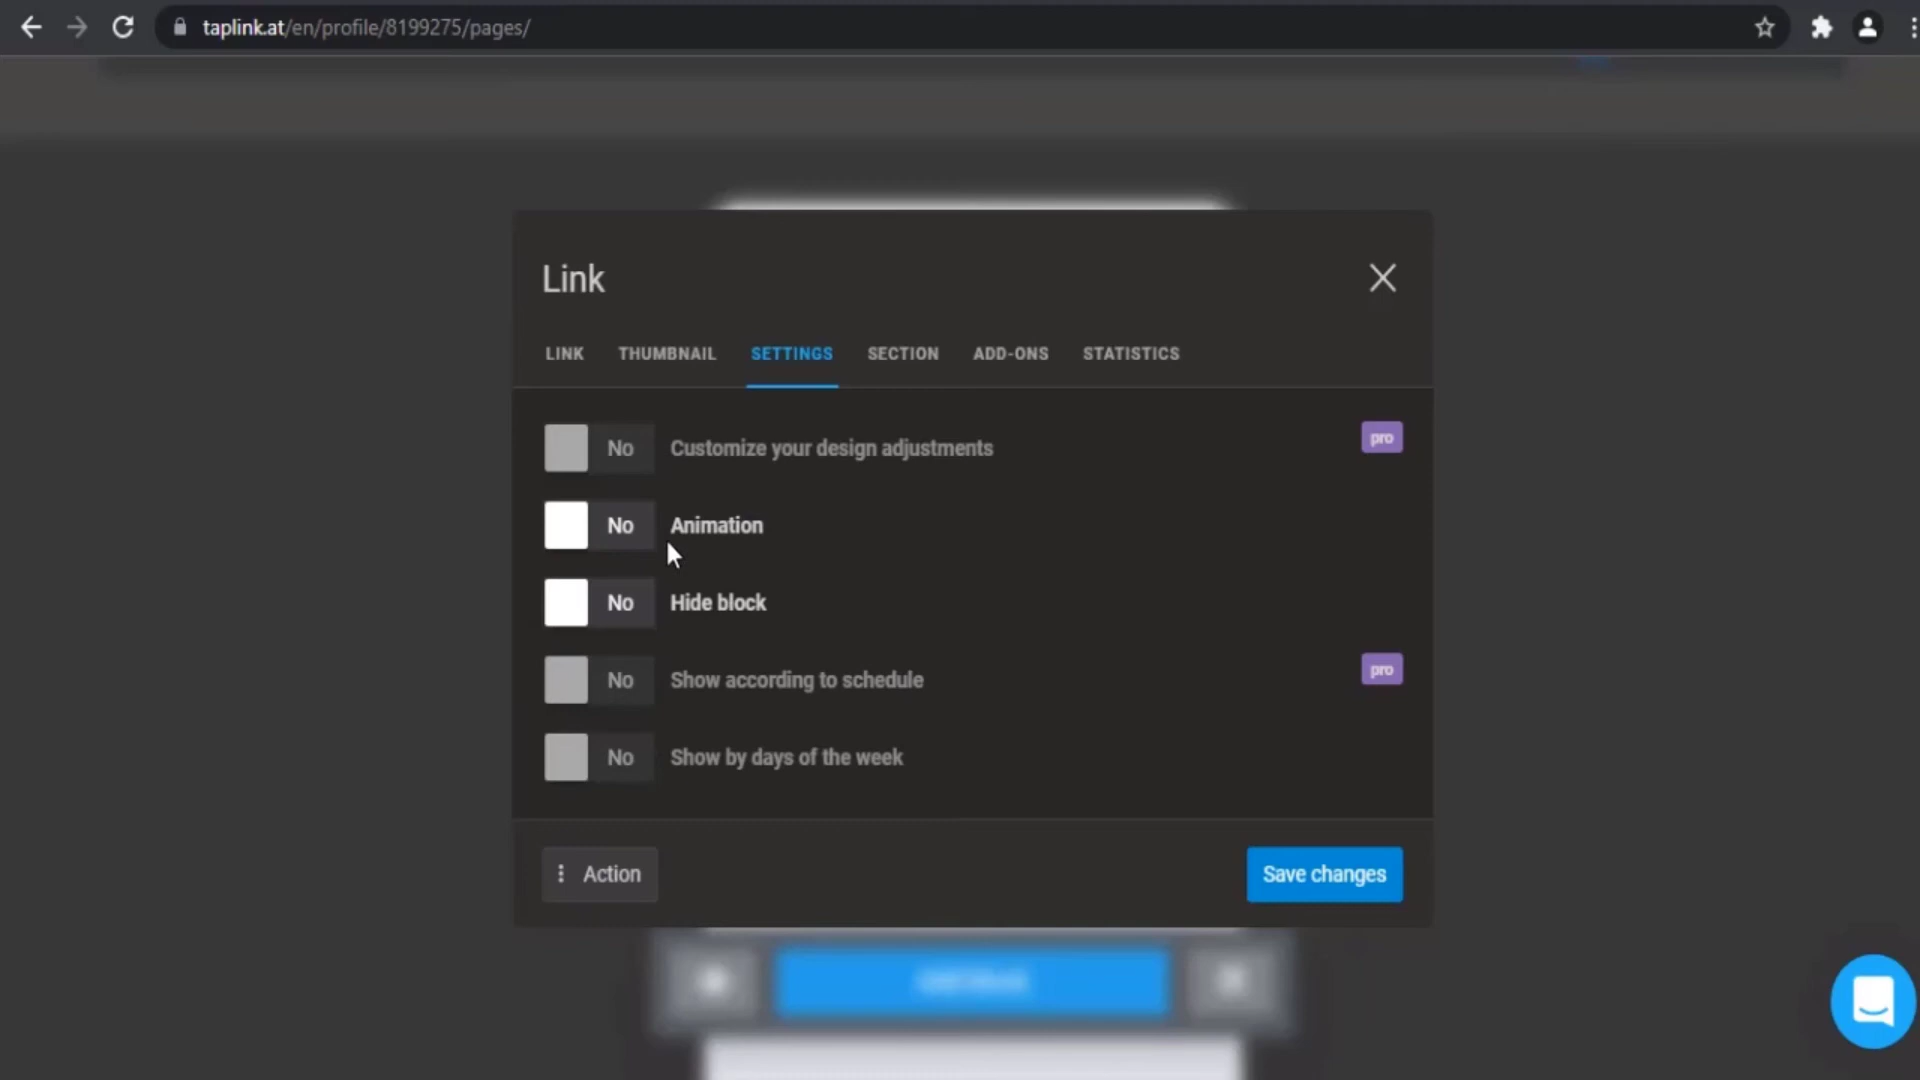 taplink.at/en/profile/8199275/pages/
Link
LINK THUMBNAIL SETTINGS SECTION ADD-ONS STATISTICS
No Customize your design adjustments pro
No Animation
No Hide block
No Show according to schedule pro
No Show by days of the week
Action Save changes